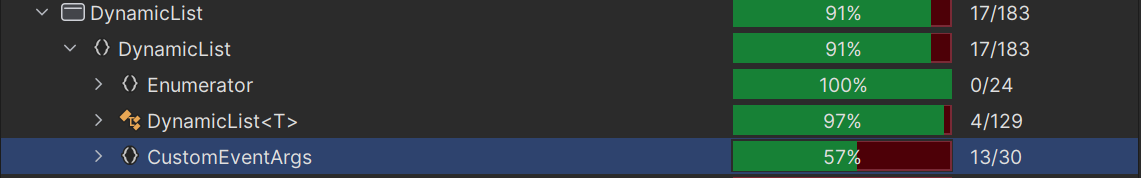 DynamicList 91% 17/183
DynamicList 91% 17/183
Enumerator 100% 0/24
DynamicList<T> 97% 4/129
CustomEventArgs 57% 13/30